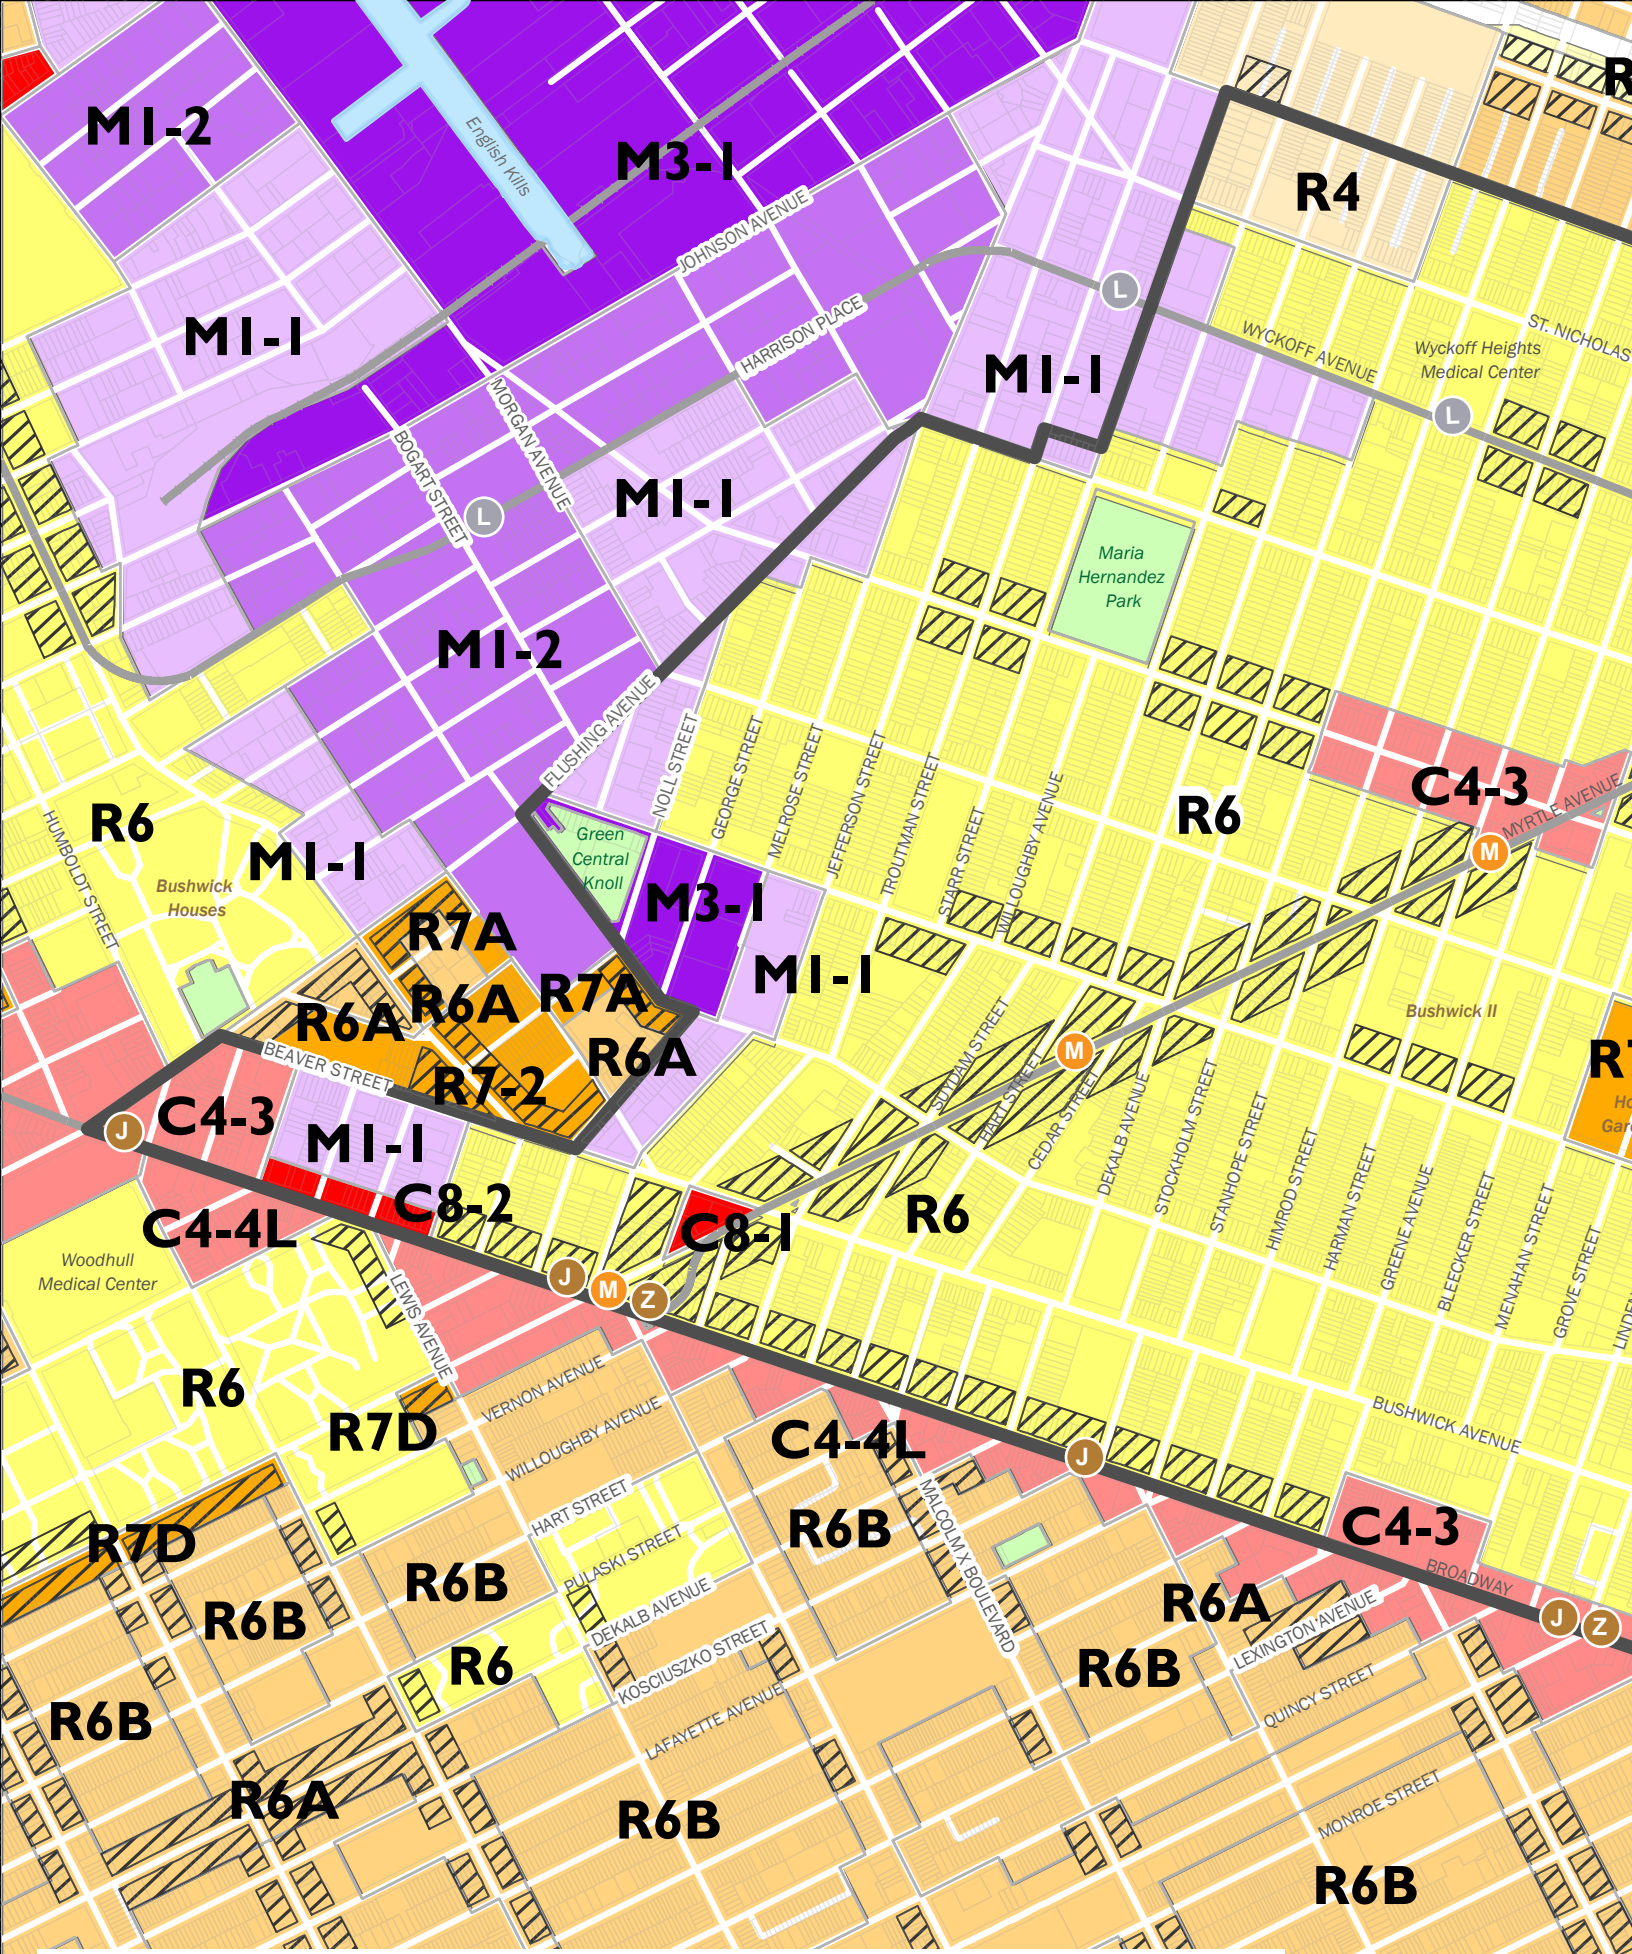 M1-2
English Kills
M3-1
R
R4
JOHNSON AVENUE
L
HARRISON PLACE
M1-1
M1-1
WYCKOFF AVENUE
ST. NICHOLAS
Wyckoff Heights
Medical Center
L
MORGAN AVENUE
BOGART STREET
L
M1-1
Maria
Hernandez
Park
M1-2
FLUSHING AVENUE
NOLL STREET
GEORGE STREET
MELROSE STREET
JEFFERSON STREET
TROUTMAN STREET
STARR STREET
WILLOUGHBY AVENUE
R6
C4-3
MYRTLE AVENUE
M
R6
HUMBOLDT STREET
M1-1
Bushwick
Houses
Green
Central
Knoll
M3-1
M1-1
R7A
R6A
R7A
R6A
R6A
R7-2
BEAVER STREET
SUYDAM STREET
HART STREET
CEDAR STREET
M
DEKALB AVENUE
STOCKHOLM STREET
STANHOPE STREET
HIMROD STREET
HARMAN STREET
GREENE AVENUE
BLEECKER STREET
MENAHAN STREET
GROVE STREET
LINDEN
Bushwick II
R7
Ho
Gar
J
C4-3
M1-1
C8-2
C4-4L
C8-1
R6
Woodhull
Medical Center
J
M
Z
LEWIS AVENUE
R6
R7D
VERNON AVENUE
WILLOUGHBY AVENUE
C4-4L
J
BUSHWICK AVENUE
HART STREET
MALCOLM X BOULEVARD
R7D
R6B
PULASKI STREET
R6B
C4-3
BROADWAY
DEKALB AVENUE
R6B
R6
KOSCIUSZKO STREET
R6A
LEXINGTON AVENUE
J
Z
R6B
QUINCY STREET
R6B
LAFAYETTE AVENUE
R6A
R6B
MONROE STREET
R6B